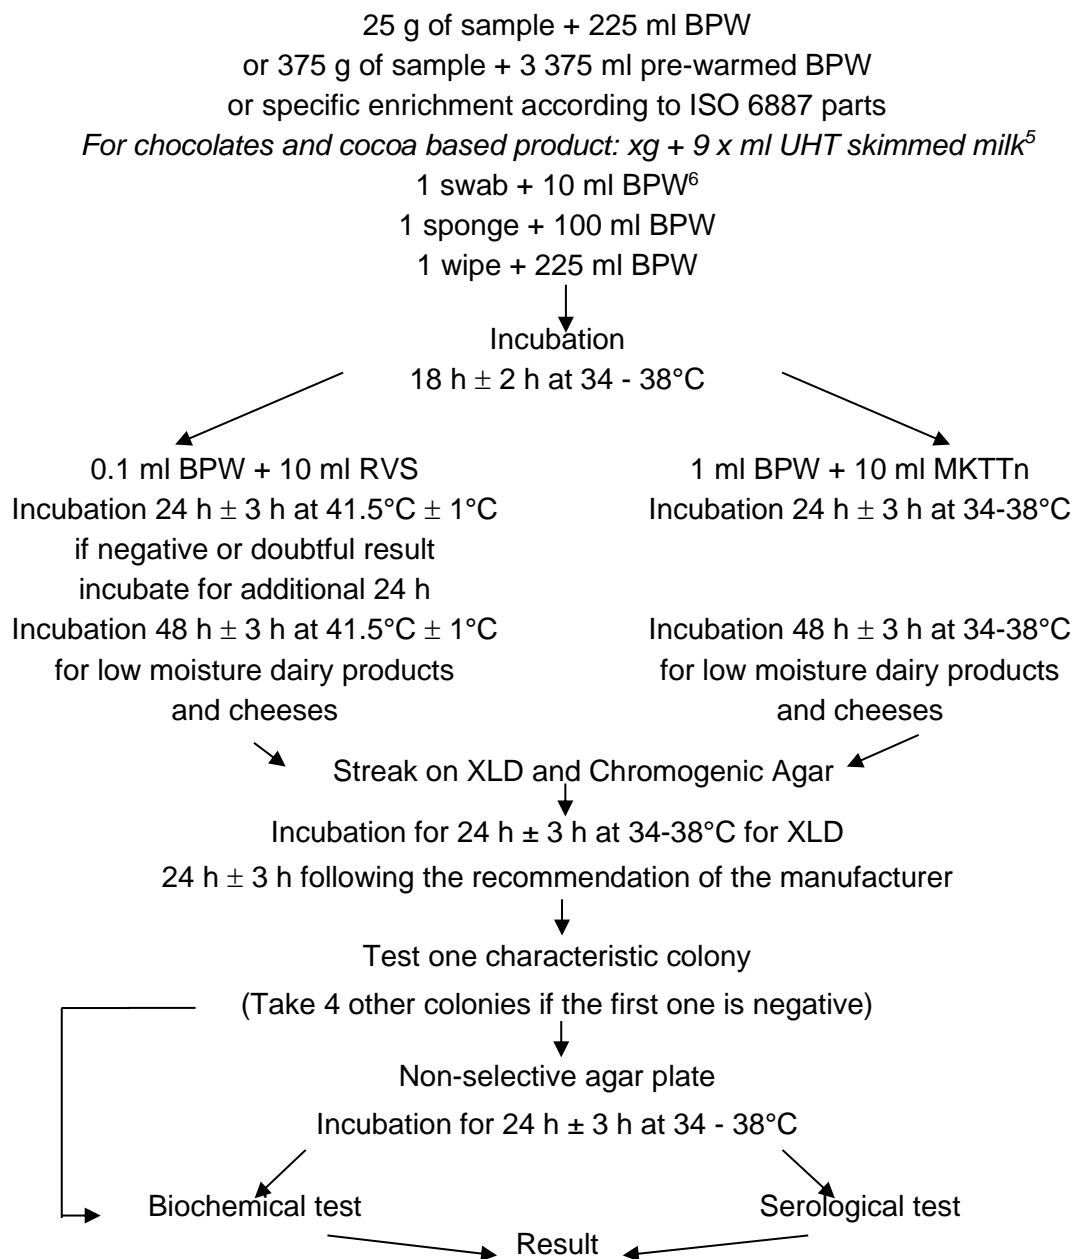 25 g of sample + 225 ml BPW
or 375 g of sample + 3 375 ml pre-warmed BPW
or specific enrichment according to ISO 6887 parts
For chocolates and cocoa based product: xg + 9 x ml UHT skimmed milk⁵
1 swab + 10 ml BPW⁶
1 sponge + 100 ml BPW
1 wipe + 225 ml BPW
Incubation
18 h ± 2 h at 34 - 38°C
0.1 ml BPW + 10 ml RVS
Incubation 24 h ± 3 h at 41.5°C ± 1°C
if negative or doubtful result
incubate for additional 24 h
Incubation 48 h ± 3 h at 41.5°C ± 1°C
for low moisture dairy products
and cheeses
1 ml BPW + 10 ml MKTTn
Incubation 24 h ± 3 h at 34-38°C
Incubation 48 h ± 3 h at 34-38°C
for low moisture dairy products
and cheeses
Streak on XLD and Chromogenic Agar
Incubation for 24 h ± 3 h at 34-38°C for XLD
24 h ± 3 h following the recommendation of the manufacturer
Test one characteristic colony
(Take 4 other colonies if the first one is negative)
Non-selective agar plate
Incubation for 24 h ± 3 h at 34 - 38°C
Biochemical test
Serological test
Result